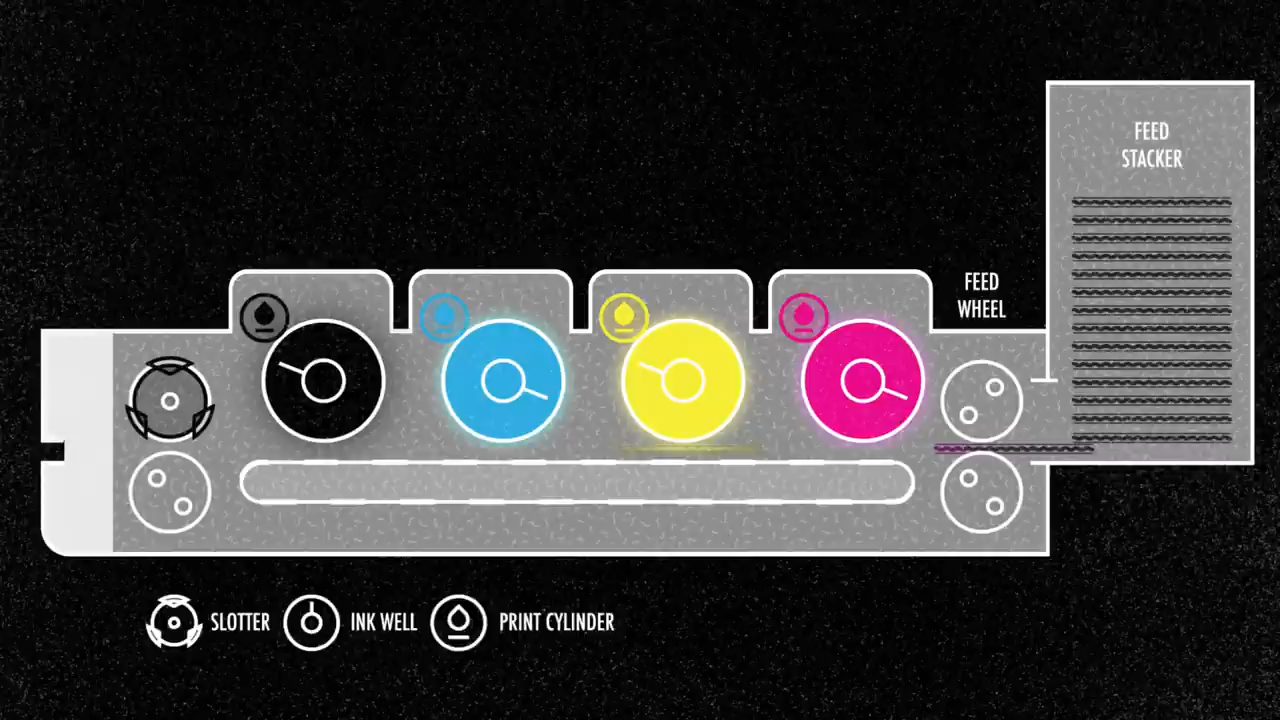 FEED
STACKER
FEED
WHEEL
SLOTTER
INK WELL
PRINT CYLINDER